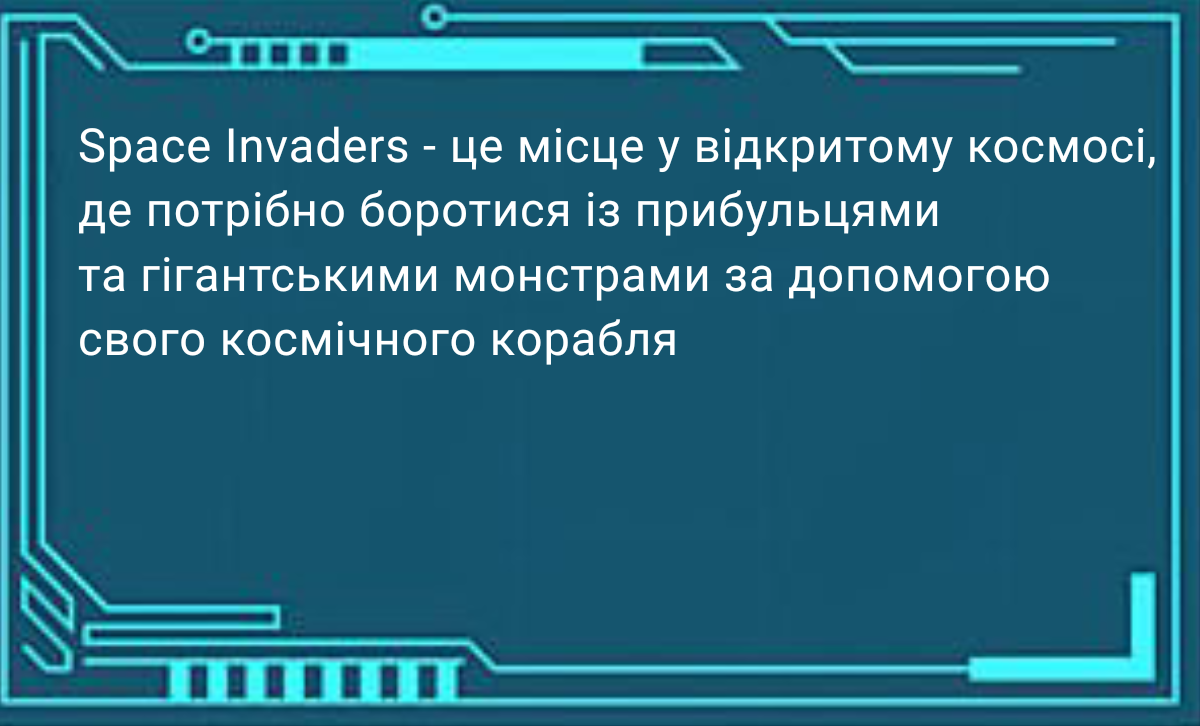 Space Invaders - це місце у відкритому космосі,
де потрібно боротися із прибульцями
та гігантськими монстрами за допомогою
свого космічного корабля